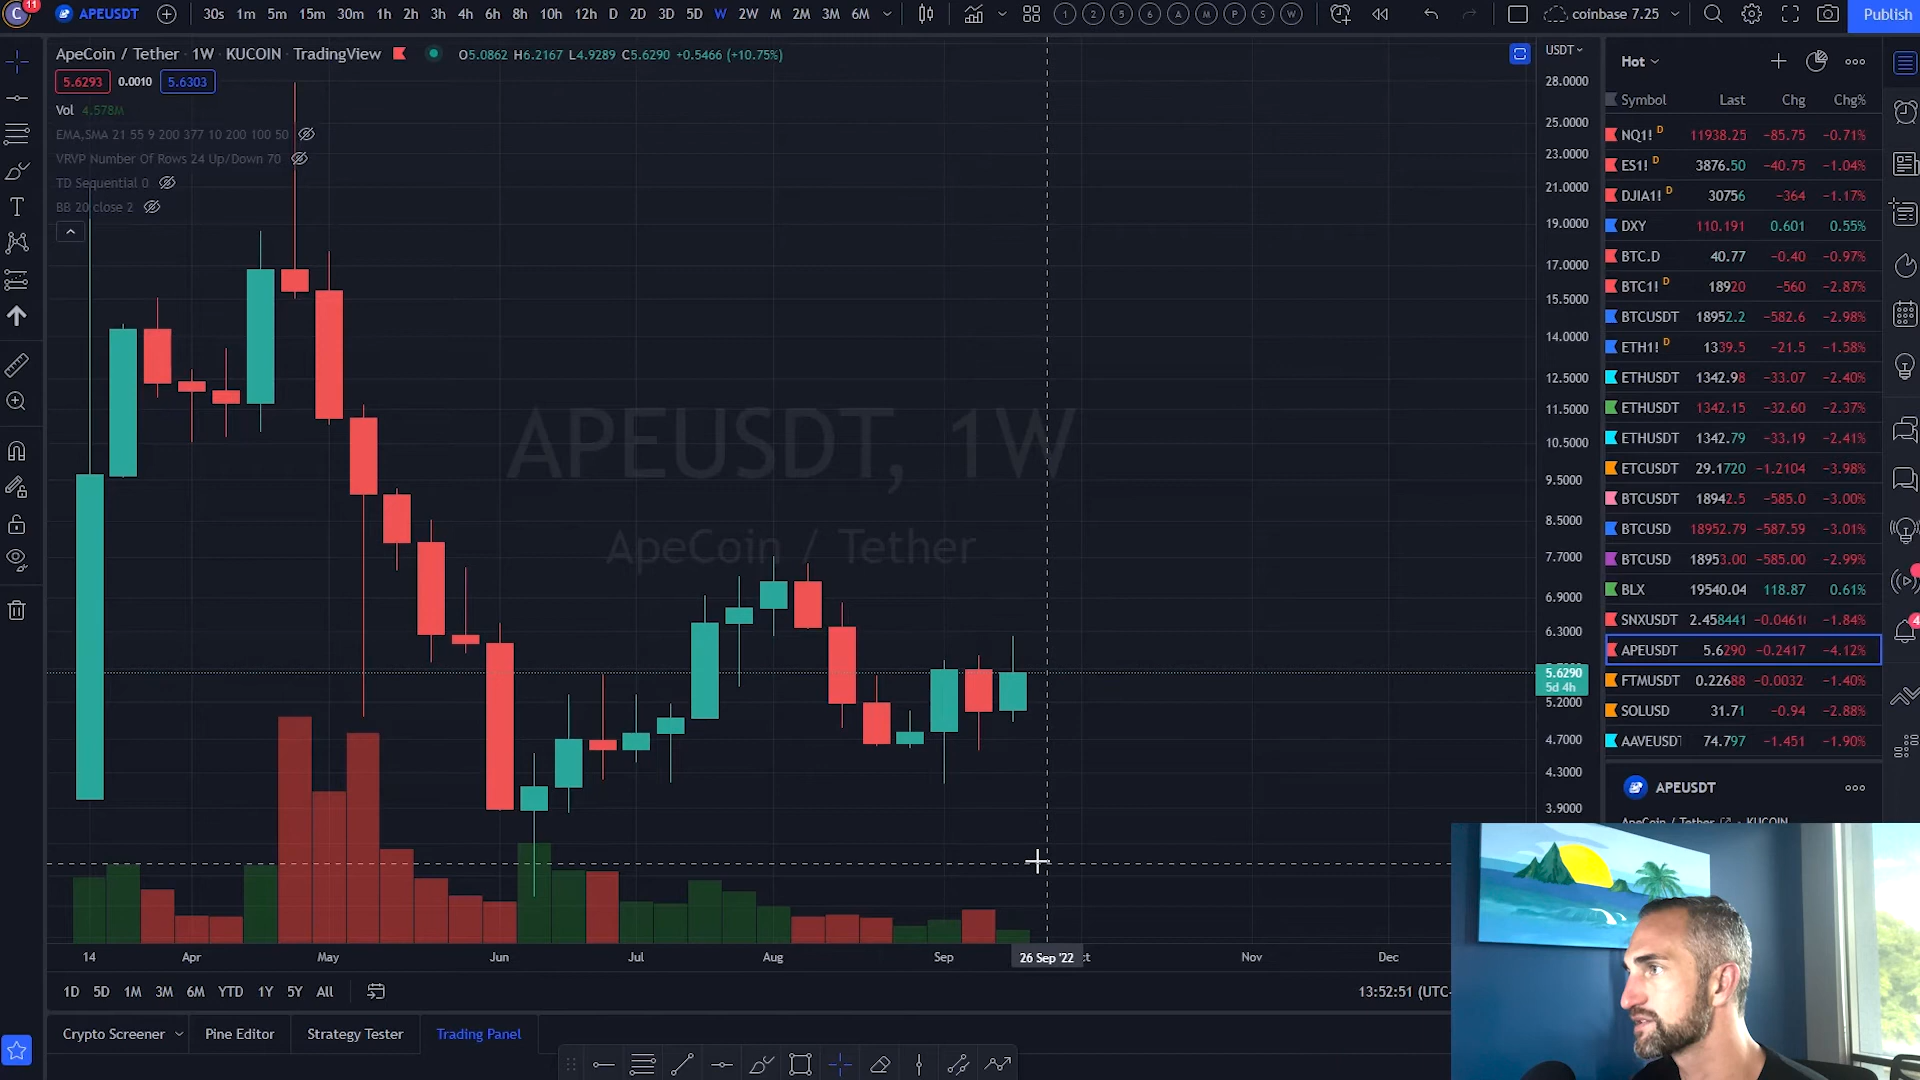 C 11 APEUSDT 30s 1m 5m 15m 30m 1h 2h 3h 4h 6h 8h 10h 12h D 2D 3D 5D W 2W M 2M 3M 6M 1 2 5 6 A M P S W coinbase 7.25 Publish
ApeCoin / Tether · 1W · KUCOIN · TradingView O5.0862 H6.2167 L4.9289 C5.6290 +0.5466 (+10.75%)
5.6293 0.0010 5.6303
Vol 4.578M
EMA,SMA 21 55 9 200 377 10 200 100 50
VRVP Number Of Rows 24 Up/Down 70
TD Sequential 0
BB 20 close 2
APEUSDT, 1W
ApeCoin / Tether
USDT
28.0000
25.0000
23.0000
21.0000
19.0000
17.0000
15.5000
14.0000
12.5000
11.5000
10.5000
9.5000
8.5000
7.7000
6.9000
6.3000
5.6290
5d 4h
5.2000
4.7000
4.3000
3.9000
14 Apr May Jun Jul Aug Sep 26 Sep '22 Nov Dec
1D 5D 1M 3M 6M YTD 1Y 5Y All 13:52:51 (UTC-
Crypto Screener Pine Editor Strategy Tester Trading Panel
Hot
Symbol Last Chg Chg%
NQ1! D 11938.25 −85.75 −0.71%
ES1! D 3876.50 −40.75 −1.04%
DJIA1! D 30756 −364 −1.17%
DXY 110.191 0.601 0.55%
BTC.D 40.77 −0.40 −0.97%
BTC1! D 18920 −560 −2.87%
BTCUSDT 18952.2 −582.6 −2.98%
ETH1! D 1339.5 −21.5 −1.58%
ETHUSDT 1342.98 −33.07 −2.40%
ETHUSDT 1342.15 −32.60 −2.37%
ETHUSDT 1342.79 −33.19 −2.41%
ETCUSDT 29.1720 −1.2104 −3.98%
BTCUSDT 18942.5 −585.0 −3.00%
BTCUSD 18952.79 −587.59 −3.01%
BTCUSD 18953.00 −585.00 −2.99%
BLX 19540.04 118.87 0.61%
SNXUSDT 2.458441 −0.0461 −1.84%
APEUSDT 5.6290 −0.2417 −4.12%
FTMUSDT 0.22688 −0.0032 −1.40%
SOLUSD 31.71 −0.94 −2.88%
AAVEUSDT 74.797 −1.451 −1.90%
APEUSDT
ApeCoin / Tether KUCOIN
4